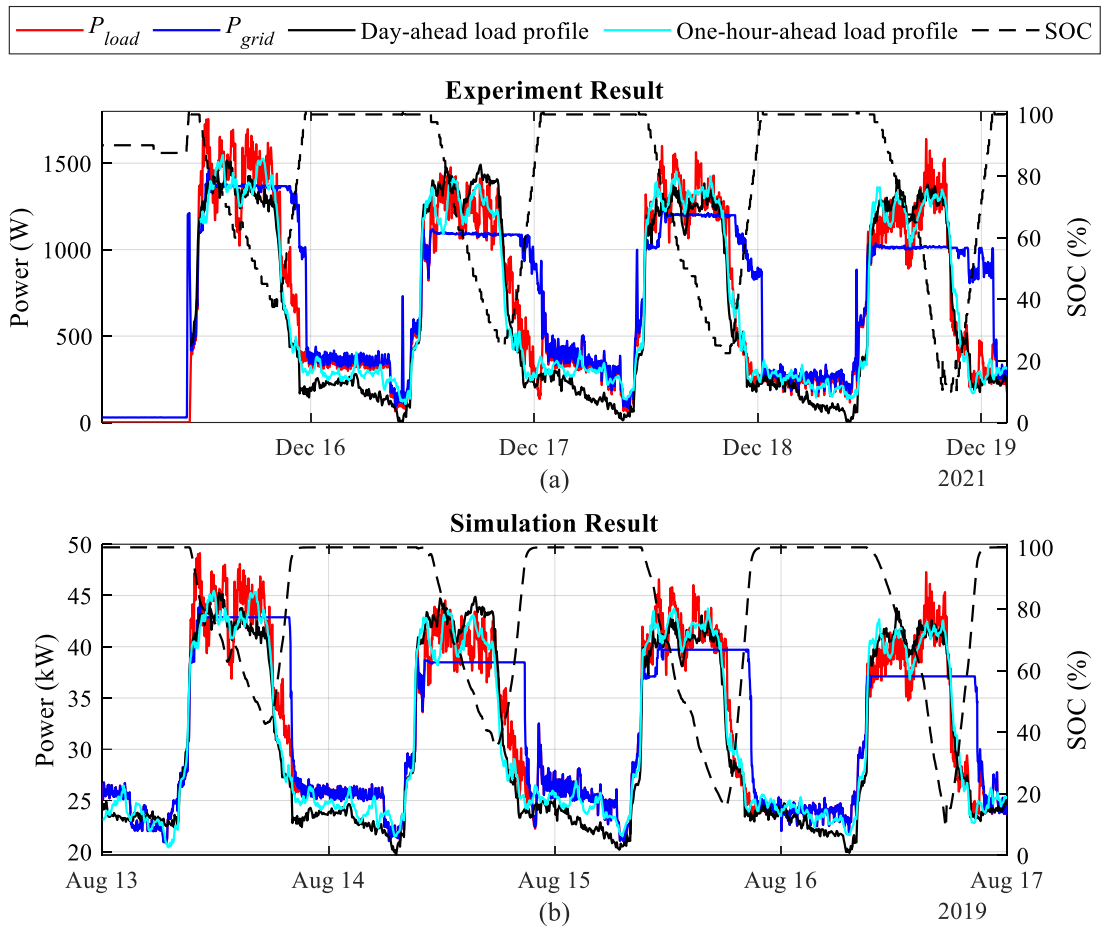 P_load P_grid Day-ahead load profile One-hour-ahead load profile SOC
Experiment Result
Power (W)
1500
1000
500
0
SOC (%)
100
80
60
40
20
0
Dec 16 Dec 17 Dec 18 Dec 19
2021
(a)
Simulation Result
Power (kW)
50
45
40
35
30
25
20
SOC (%)
100
80
60
40
20
0
Aug 13 Aug 14 Aug 15 Aug 16 Aug 17
2019
(b)